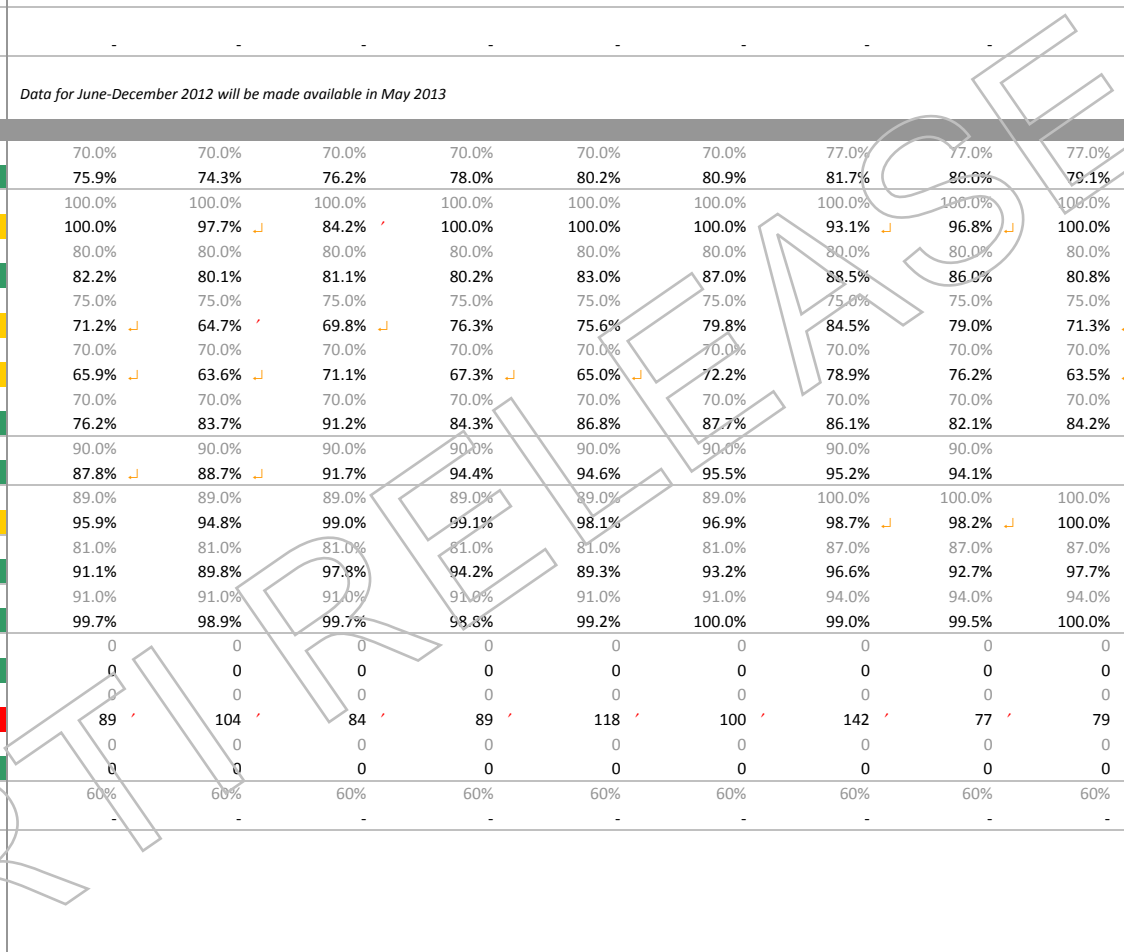 - - - - - - - -
Data for June-December 2012 will be made available in May 2013
70.0% 70.0% 70.0% 70.0% 70.0% 70.0% 77.0% 77.0% 77.0%
75.9% 74.3% 76.2% 78.0% 80.2% 80.9% 81.7% 80.0% 79.1%
100.0% 100.0% 100.0% 100.0% 100.0% 100.0% 100.0% 100.0% 100.0%
100.0% 97.7% 84.2% 100.0% 100.0% 100.0% 93.1% 96.8% 100.0%
80.0% 80.0% 80.0% 80.0% 80.0% 80.0% 80.0% 80.0% 80.0%
82.2% 80.1% 81.1% 80.2% 83.0% 87.0% 88.5% 86.0% 80.8%
75.0% 75.0% 75.0% 75.0% 75.0% 75.0% 75.0% 75.0% 75.0%
71.2% 64.7% 69.8% 76.3% 75.6% 79.8% 84.5% 79.0% 71.3%
70.0% 70.0% 70.0% 70.0% 70.0% 70.0% 70.0% 70.0% 70.0%
65.9% 63.6% 71.1% 67.3% 65.0% 72.2% 78.9% 76.2% 63.5%
70.0% 70.0% 70.0% 70.0% 70.0% 70.0% 70.0% 70.0% 70.0%
76.2% 83.7% 91.2% 84.3% 86.8% 87.7% 86.1% 82.1% 84.2%
90.0% 90.0% 90.0% 90.0% 90.0% 90.0% 90.0% 90.0%
87.8% 88.7% 91.7% 94.4% 94.6% 95.5% 95.2% 94.1%
89.0% 89.0% 89.0% 89.0% 89.0% 89.0% 100.0% 100.0% 100.0%
95.9% 94.8% 99.0% 99.1% 98.1% 96.9% 98.7% 98.2% 100.0%
81.0% 81.0% 81.0% 81.0% 81.0% 81.0% 87.0% 87.0% 87.0%
91.1% 89.8% 97.8% 94.2% 89.3% 93.2% 96.6% 92.7% 97.7%
91.0% 91.0% 91.0% 91.0% 91.0% 91.0% 94.0% 94.0% 94.0%
99.7% 98.9% 99.7% 98.8% 99.2% 100.0% 99.0% 99.5% 100.0%
0 0 0 0 0 0 0 0 0
0 0 0 0 0 0 0 0 0
0 0 0 0 0 0 0 0 0
89 104 84 89 118 100 142 77 79
0 0 0 0 0 0 0 0 0
0 0 0 0 0 0 0 0 0
60% 60% 60% 60% 60% 60% 60% 60% 60%
- - - - - - - - -
RTI RELEASE